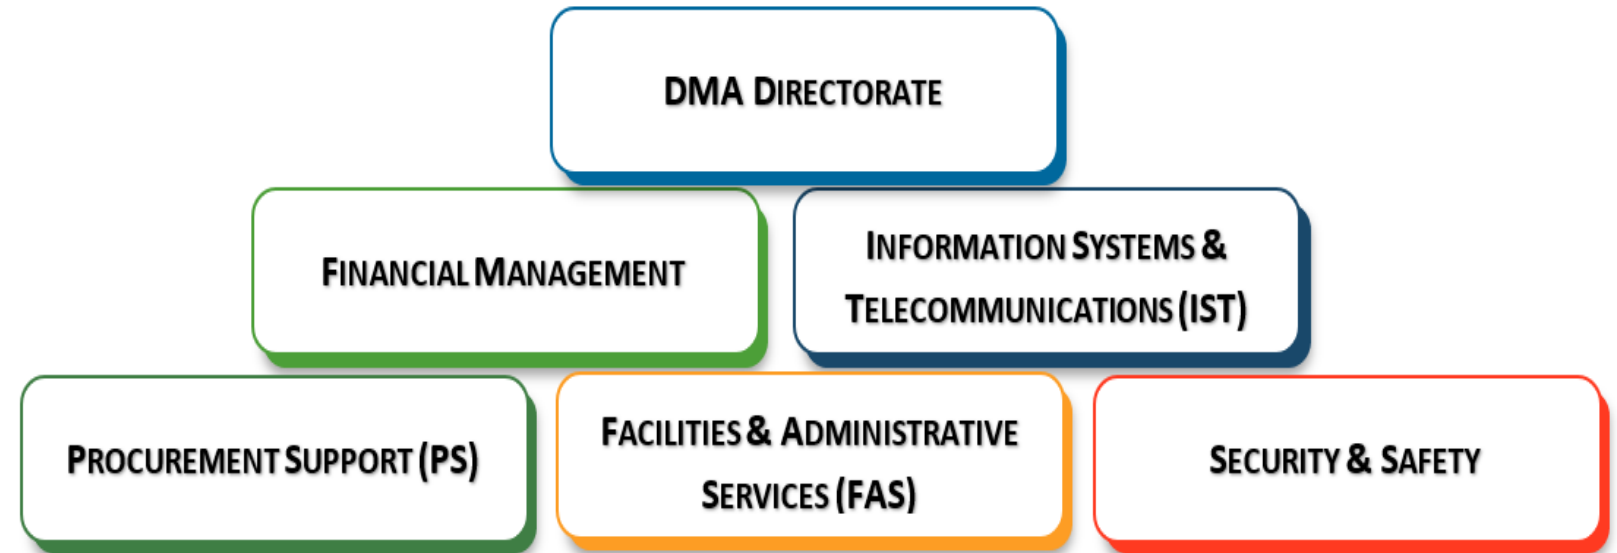 DMA DIRECTORATE
FINANCIAL MANAGEMENT
INFORMATION SYSTEMS &
TELECOMMUNICATIONS (IST)
PROCUREMENT SUPPORT (PS)
FACILITIES & ADMINISTRATIVE
SERVICES (FAS)
SECURITY & SAFETY